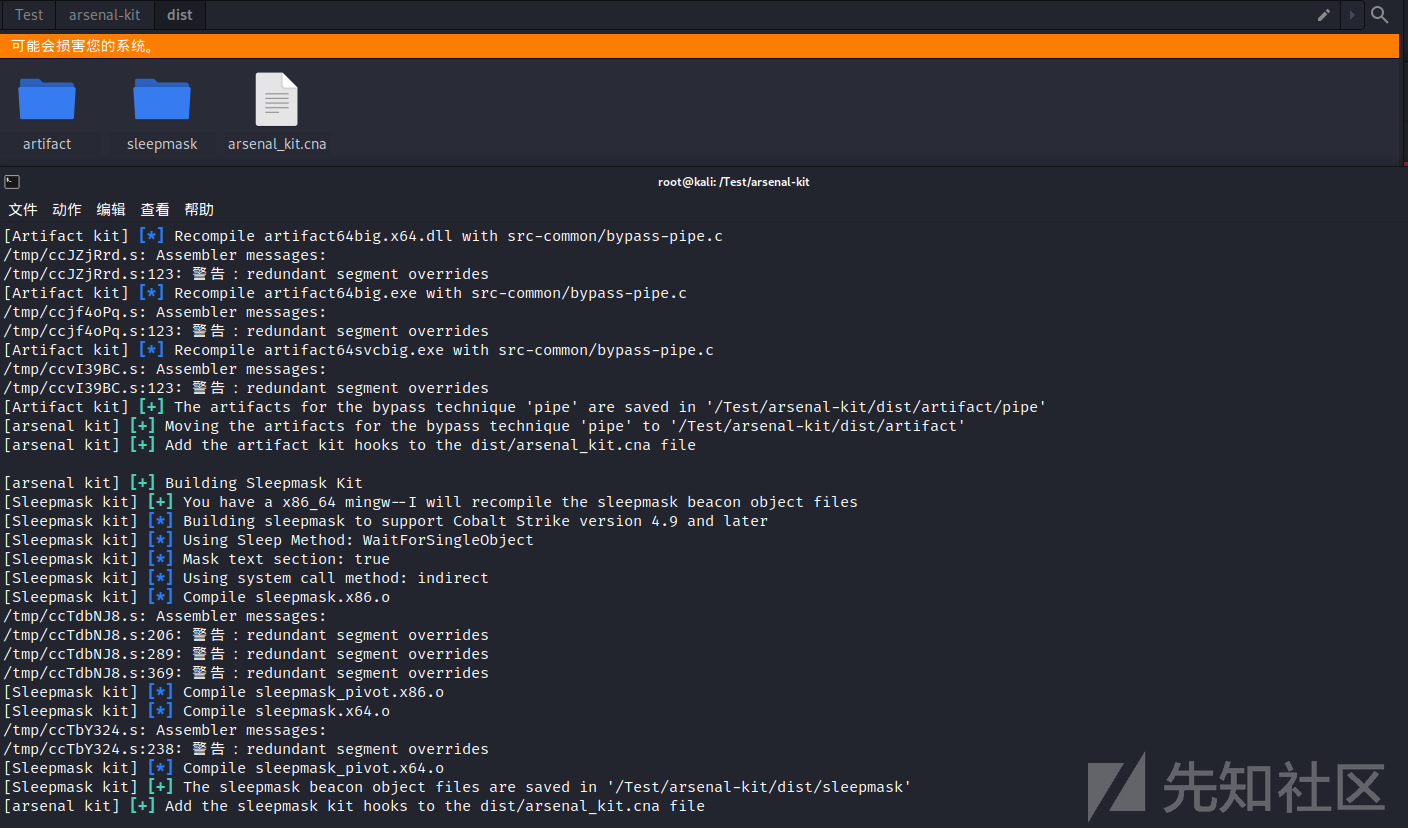 Test arsenal-kit dist
可能会损害您的系统。
artifact sleepmask arsenal_kit.cna
root@kali: /Test/arsenal-kit
文件 动作 编辑 查看 帮助
[Artifact kit] [*] Recompile artifact64big.x64.dll with src-common/bypass-pipe.c
/tmp/ccJZjRrd.s: Assembler messages:
/tmp/ccJZjRrd.s:123: 警告：redundant segment overrides
[Artifact kit] [*] Recompile artifact64big.exe with src-common/bypass-pipe.c
/tmp/ccjf4oPq.s: Assembler messages:
/tmp/ccjf4oPq.s:123: 警告：redundant segment overrides
[Artifact kit] [*] Recompile artifact64svcbig.exe with src-common/bypass-pipe.c
/tmp/ccvI39BC.s: Assembler messages:
/tmp/ccvI39BC.s:123: 警告：redundant segment overrides
[Artifact kit] [+] The artifacts for the bypass technique 'pipe' are saved in '/Test/arsenal-kit/dist/artifact/pipe'
[arsenal kit] [+] Moving the artifacts for the bypass technique 'pipe' to '/Test/arsenal-kit/dist/artifact'
[arsenal kit] [+] Add the artifact kit hooks to the dist/arsenal_kit.cna file
[arsenal kit] [+] Building Sleepmask Kit
[Sleepmask kit] [+] You have a x86_64 mingw--I will recompile the sleepmask beacon object files
[Sleepmask kit] [*] Building sleepmask to support Cobalt Strike version 4.9 and later
[Sleepmask kit] [*] Using Sleep Method: WaitForSingleObject
[Sleepmask kit] [*] Mask text section: true
[Sleepmask kit] [*] Using system call method: indirect
[Sleepmask kit] [*] Compile sleepmask.x86.o
/tmp/ccTdbNJ8.s: Assembler messages:
/tmp/ccTdbNJ8.s:206: 警告：redundant segment overrides
/tmp/ccTdbNJ8.s:289: 警告：redundant segment overrides
/tmp/ccTdbNJ8.s:369: 警告：redundant segment overrides
[Sleepmask kit] [*] Compile sleepmask_pivot.x86.o
[Sleepmask kit] [*] Compile sleepmask.x64.o
/tmp/ccTbY324.s: Assembler messages:
/tmp/ccTbY324.s:238: 警告：redundant segment overrides
[Sleepmask kit] [*] Compile sleepmask_pivot.x64.o
[Sleepmask kit] [+] The sleepmask beacon object files are saved in '/Test/arsenal-kit/dist/sleepmask'
[arsenal kit] [+] Add the sleepmask kit hooks to the dist/arsenal_kit.cna file
先知社区